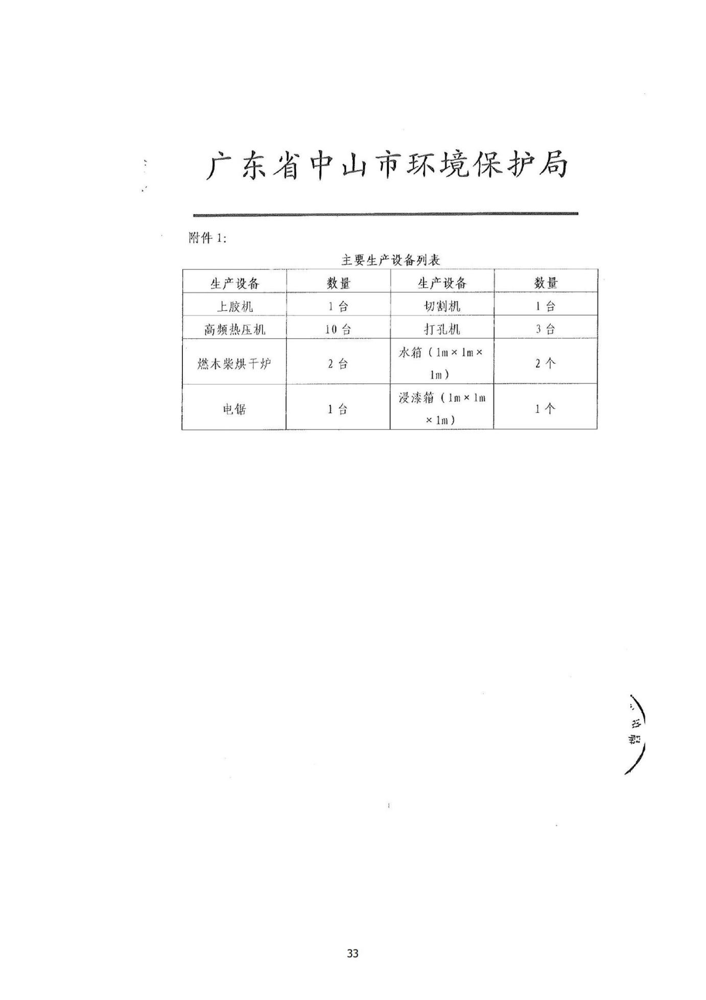 广东省中山市环境保护局
附件 1:
主要生产设备列表
生产设备 数量 生产设备 数量
上胶机 1 台 切割机 1 台
高频热压机 10 台 打孔机 3 台
燃木柴烘干炉 2 台 水箱（1m×1m×
1m） 2 个
电锯 1 台 浸漆箱（1m×1m
×1m） 1 个
33